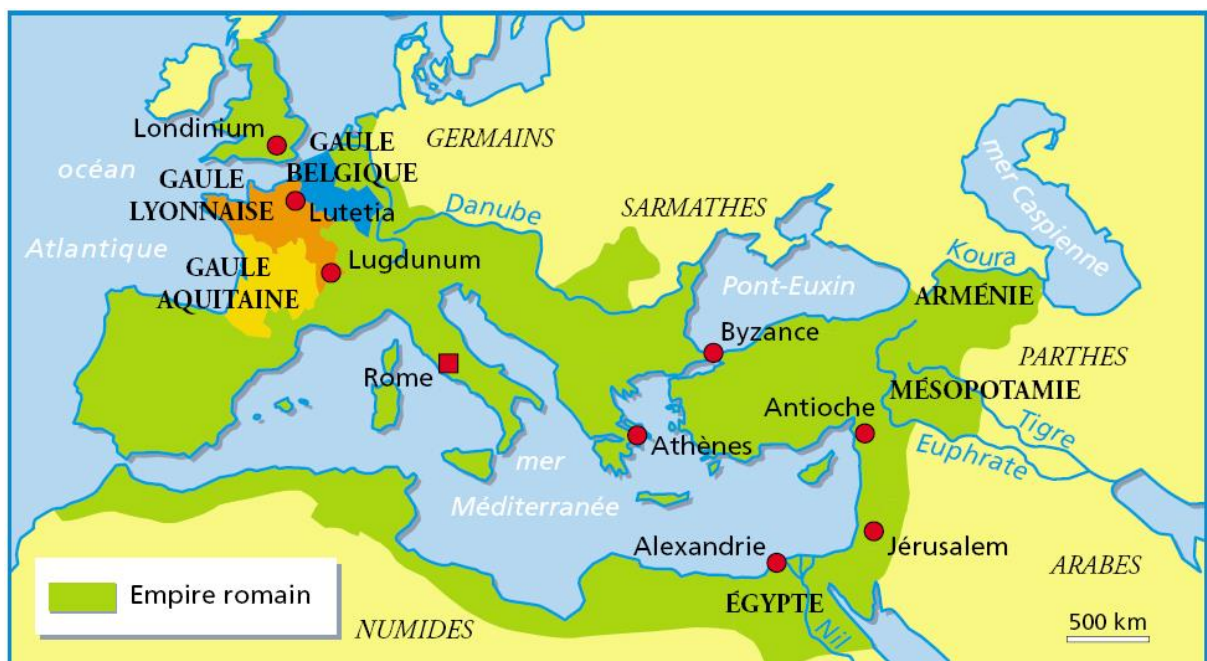 Londinium
GAULE
BELGIQUE
GERMAINS
océan
Atlantique
GAULE
LYONNAISE
Lutetia
Danube
SARMATHES
mer Caspienne
GAULE
AQUITAINE
Lugdunum
Koura
Pont-Euxin
ARMÉNIE
Byzance
PARTHES
Rome
MÉSOPOTAMIE
Antioche
Tigre
Athènes
Euphrate
mer
Méditerranée
Alexandrie
Jérusalem
ARABES
Empire romain
ÉGYPTE
Nil
NUMIDES
500 km